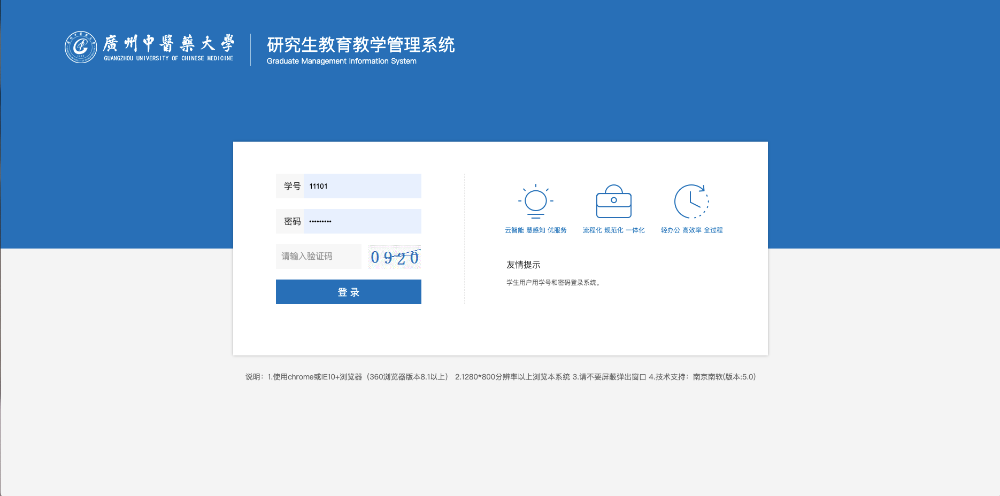 廣州中醫藥大學
GUANGZHOU UNIVERSITY OF CHINESE MEDICINE
研究生教育教学管理系统
Graduate Management Information System
学号 11101
密码 •••••••••
请输入验证码 0920
登 录
云智能 慧感知 优服务
流程化 规范化 一体化
轻办公 高效率 全过程
友情提示
学生用户用学号和密码登录系统。
说明：1.使用chrome或IE10+浏览器（360浏览器版本8.1以上） 2.1280*800分辨率以上浏览本系统 3.请不要屏蔽弹出窗口 4.技术支持：南京南软(版本:5.0)